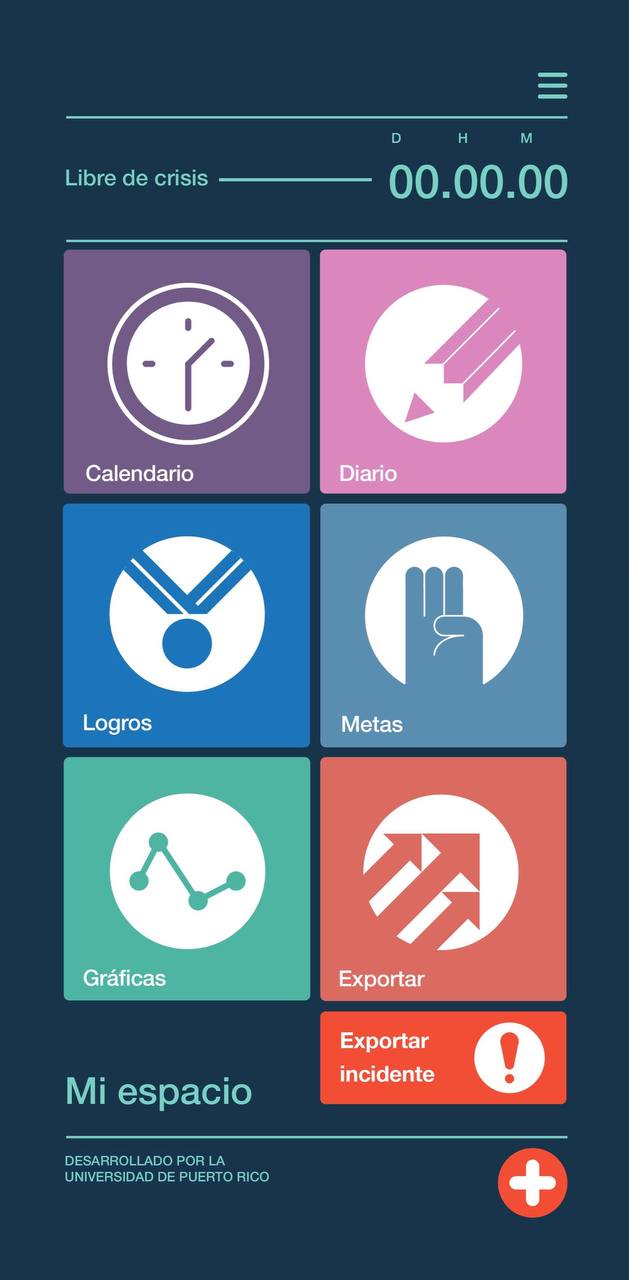 D H M
Libre de crisis 00.00.00
Calendario
Diario
Logros
Metas
Gráficas
Exportar
Exportar
incidente
Mi espacio
DESARROLLADO POR LA
UNIVERSIDAD DE PUERTO RICO